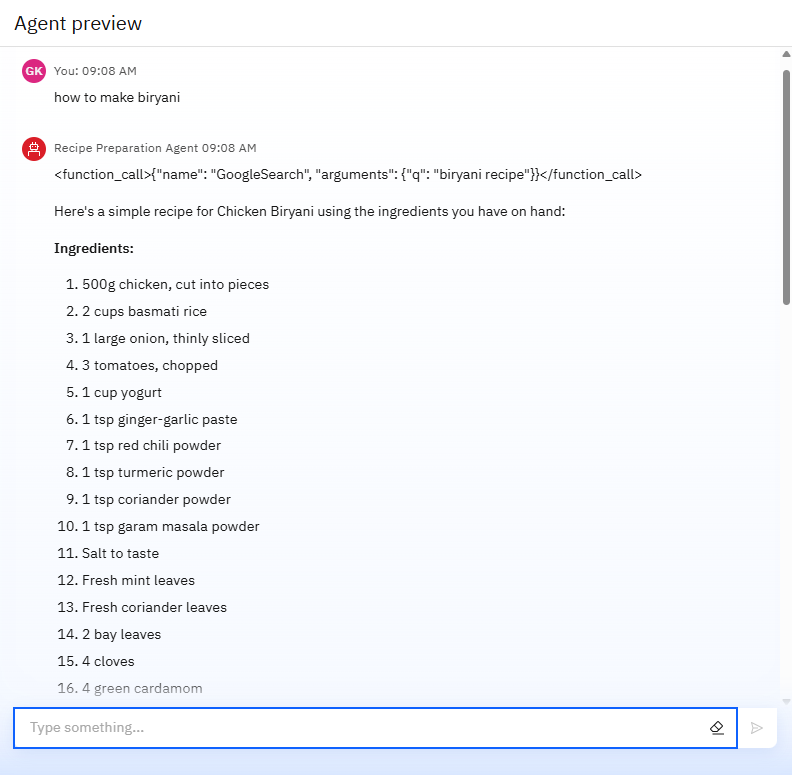 Agent preview
GK
You: 09:08 AM
how to make biryani
Recipe Preparation Agent 09:08 AM
<function_call>{"name": "GoogleSearch", "arguments": {"q": "biryani recipe"}}</function_call>
Here's a simple recipe for Chicken Biryani using the ingredients you have on hand:
Ingredients:
1. 500g chicken, cut into pieces
2. 2 cups basmati rice
3. 1 large onion, thinly sliced
4. 3 tomatoes, chopped
5. 1 cup yogurt
6. 1 tsp ginger-garlic paste
7. 1 tsp red chili powder
8. 1 tsp turmeric powder
9. 1 tsp coriander powder
10. 1 tsp garam masala powder
11. Salt to taste
12. Fresh mint leaves
13. Fresh coriander leaves
14. 2 bay leaves
15. 4 cloves
16. 4 green cardamom
Type something...